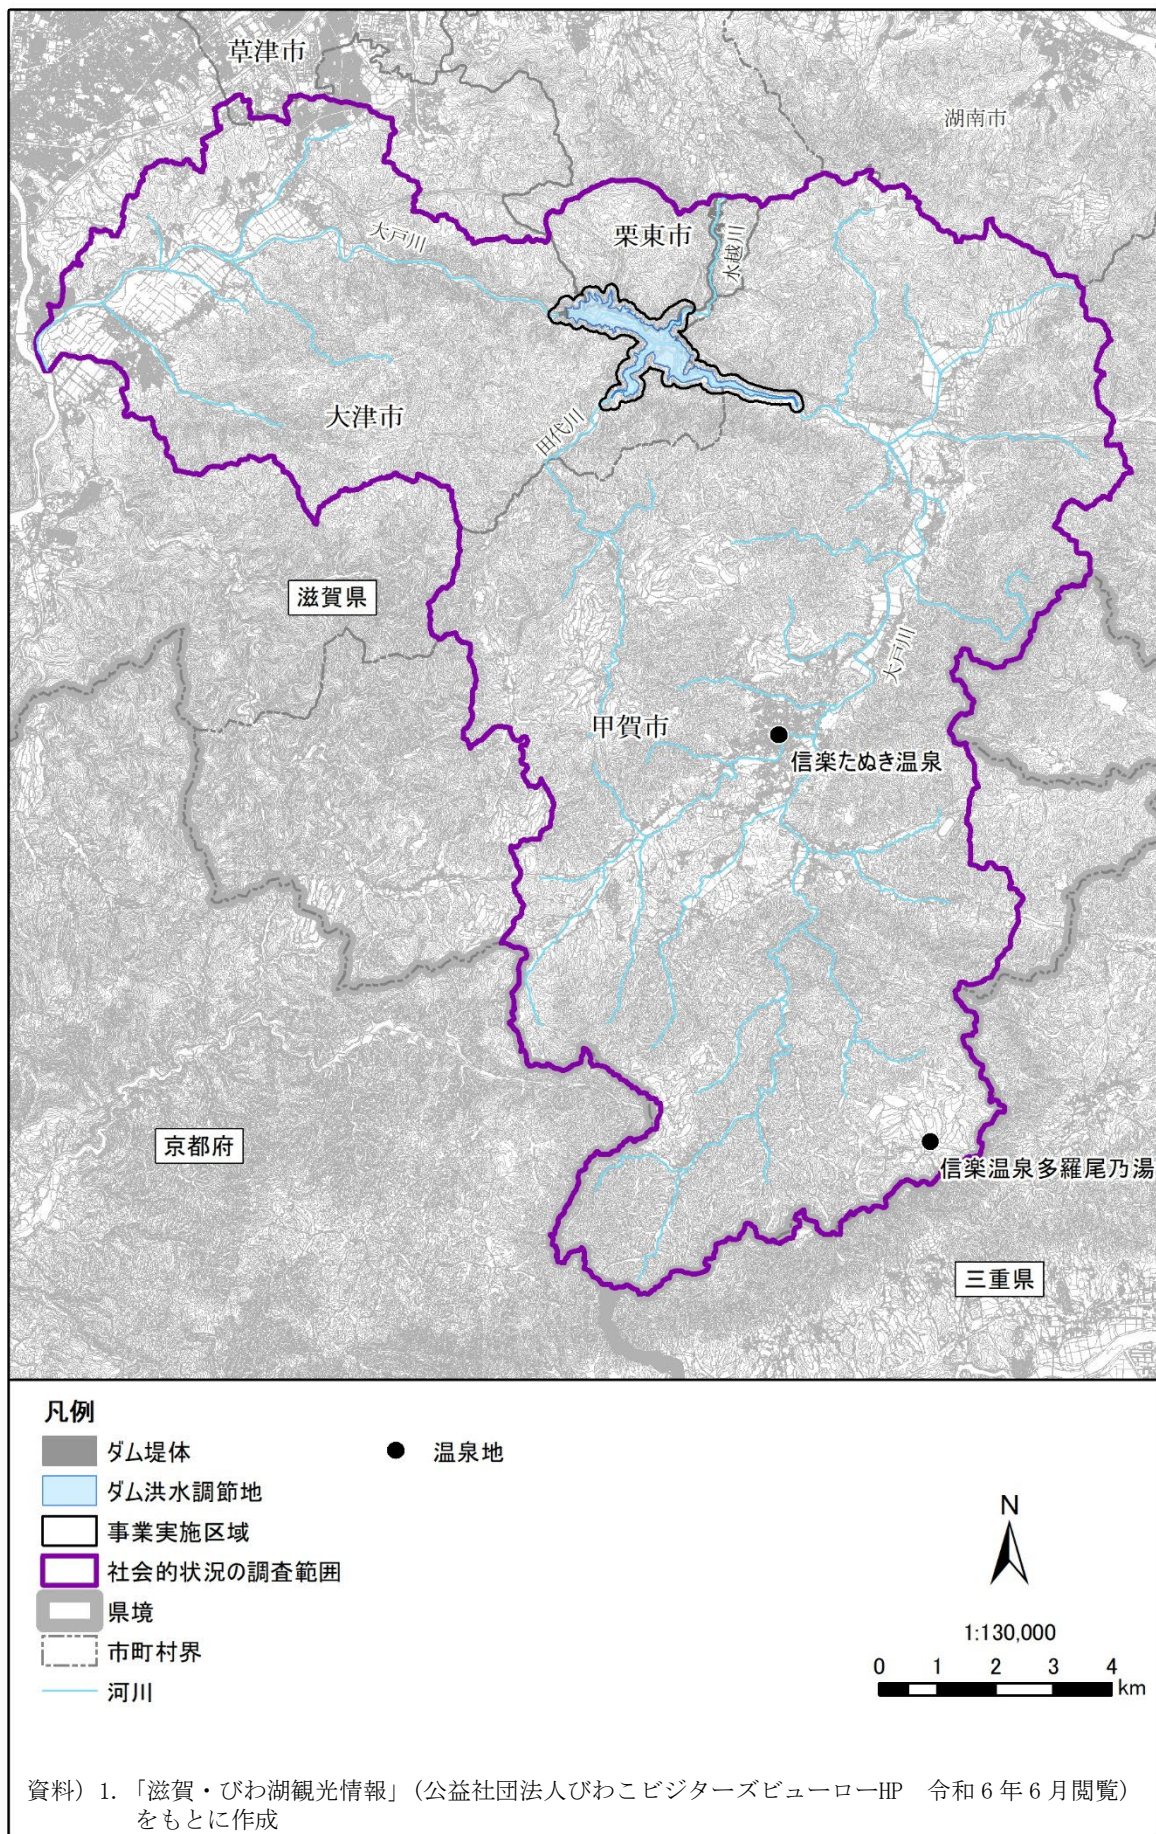 草津市
湖南市
栗東市
大戸川
水越川
大津市
田代川
滋賀県
大戸川
甲賀市
信楽たぬき温泉
京都府
信楽温泉多羅尾乃湯
三重県
凡例
ダム堤体
温泉地
ダム洪水調節地
事業実施区域
社会的状況の調査範囲
県境
市町村界
河川
N
1:130,000
0 1 2 3 4
km
資料）1. 「滋賀・びわ湖観光情報」（公益社団法人びわこビジターズビューローHP 令和6年6月閲覧）
をもとに作成